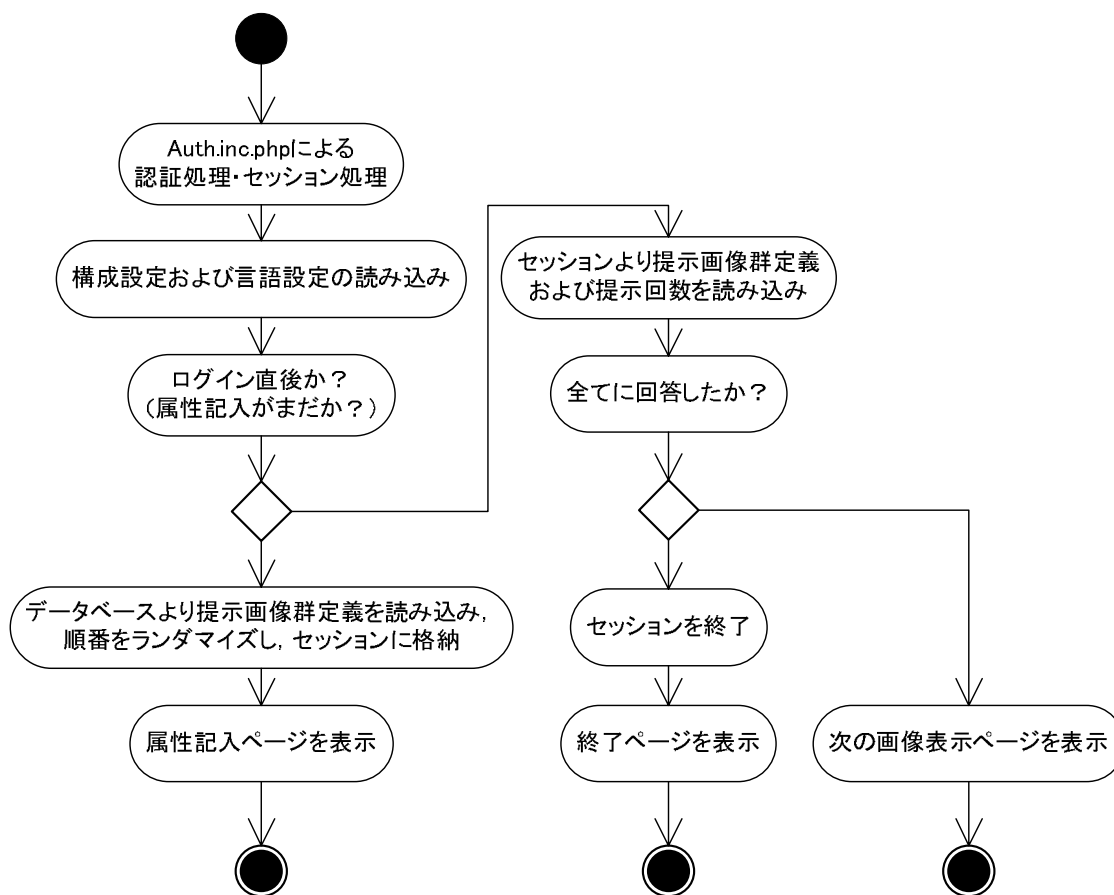 Auth.inc.phpによる
認証処理・セッション処理
構成設定および言語設定の読み込み
ログイン直後か？
（属性記入がまだか？）
データベースより提示画像群定義を読み込み,
順番をランダマイズし, セッションに格納
属性記入ページを表示
セッションより提示画像群定義
および提示回数を読み込み
全てに回答したか？
セッションを終了
終了ページを表示
次の画像表示ページを表示